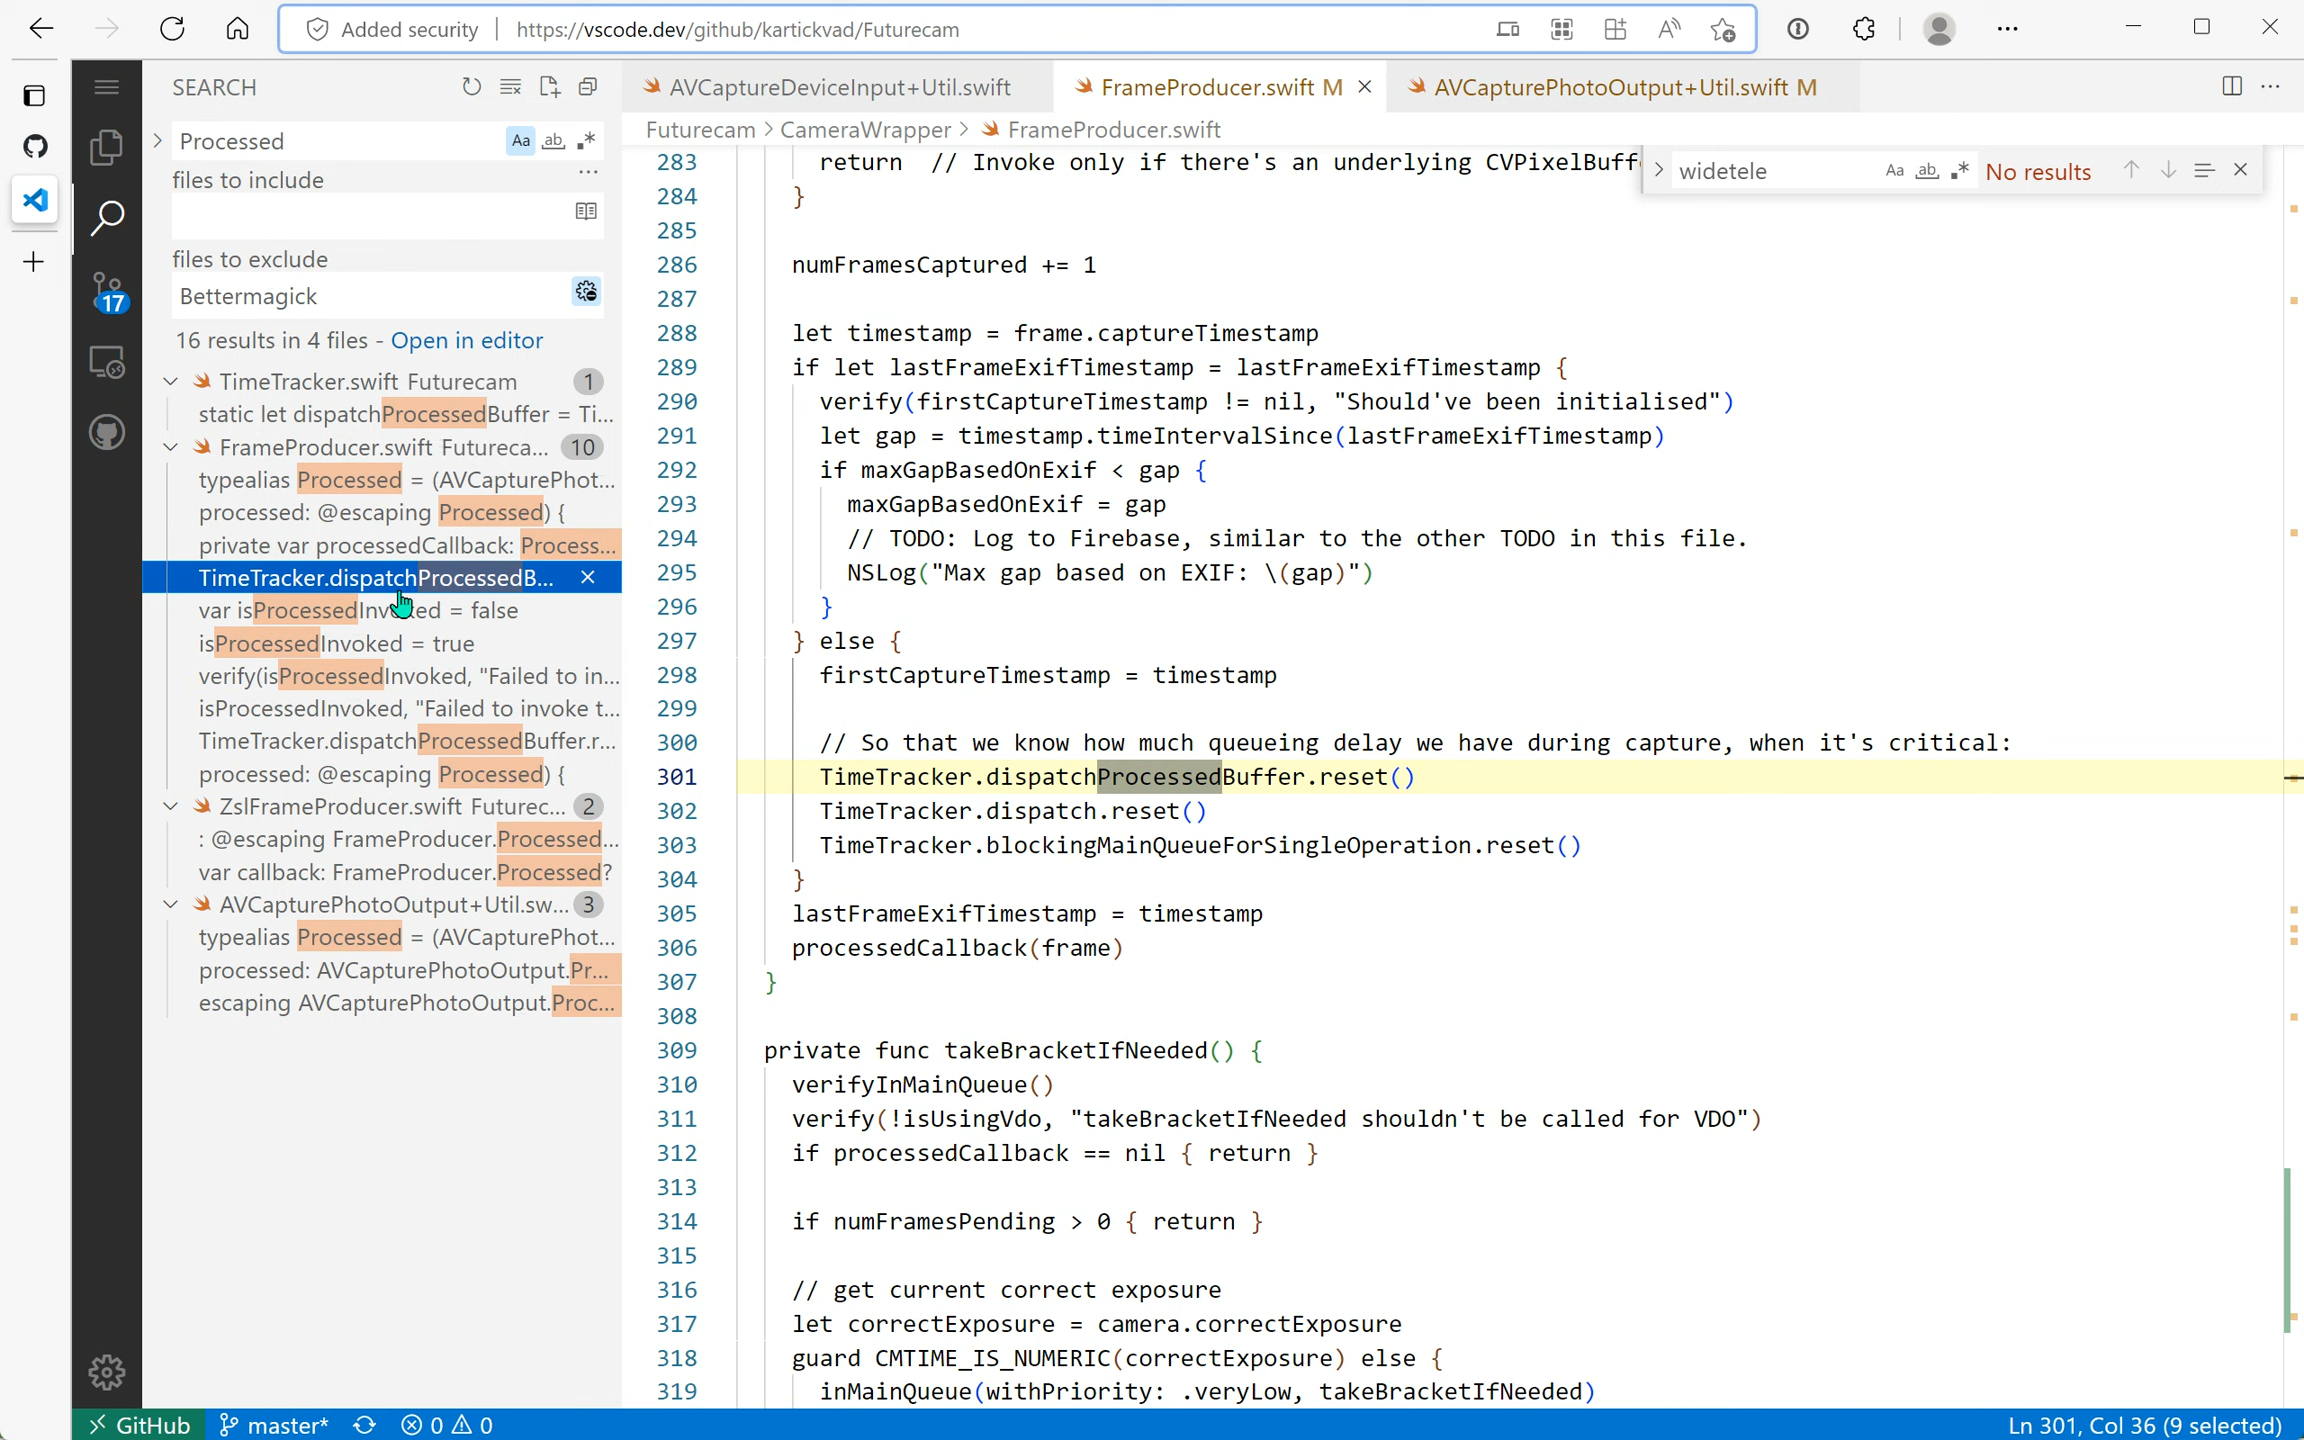 Added security
https://vscode.dev/github/kartickvad/Futurecam
SEARCH
Processed
Aa ab .*
files to include
files to exclude
Bettermagick
16 results in 4 files - Open in editor
TimeTracker.swift Futurecam 1
static let dispatchProcessedBuffer = Ti...
FrameProducer.swift Futureca... 10
typealias Processed = (AVCapturePhot...
processed: @escaping Processed) {
private var processedCallback: Process...
TimeTracker.dispatchProcessedB...
var isProcessedInvoked = false
isProcessedInvoked = true
verify(isProcessedInvoked, "Failed to in...
isProcessedInvoked, "Failed to invoke t...
TimeTracker.dispatchProcessedBuffer.r...
processed: @escaping Processed) {
ZslFrameProducer.swift Futurec... 2
: @escaping FrameProducer.Processed...
var callback: FrameProducer.Processed?
AVCapturePhotoOutput+Util.sw... 3
typealias Processed = (AVCapturePhot...
processed: AVCapturePhotoOutput.Pr...
escaping AVCapturePhotoOutput.Proc...
17
AVCaptureDeviceInput+Util.swift
FrameProducer.swift M
AVCapturePhotoOutput+Util.swift M
Futurecam > CameraWrapper > FrameProducer.swift
widetele
Aa ab .*
No results
283 return // Invoke only if there's an underlying CVPixelBuff
284 }
285
286 numFramesCaptured += 1
287
288 let timestamp = frame.captureTimestamp
289 if let lastFrameExifTimestamp = lastFrameExifTimestamp {
290 verify(firstCaptureTimestamp != nil, "Should've been initialised")
291 let gap = timestamp.timeIntervalSince(lastFrameExifTimestamp)
292 if maxGapBasedOnExif < gap {
293 maxGapBasedOnExif = gap
294 // TODO: Log to Firebase, similar to the other TODO in this file.
295 NSLog("Max gap based on EXIF: \(gap)")
296 }
297 } else {
298 firstCaptureTimestamp = timestamp
299
300 // So that we know how much queueing delay we have during capture, when it's critical:
301 TimeTracker.dispatchProcessedBuffer.reset()
302 TimeTracker.dispatch.reset()
303 TimeTracker.blockingMainQueueForSingleOperation.reset()
304 }
305 lastFrameExifTimestamp = timestamp
306 processedCallback(frame)
307 }
308
309 private func takeBracketIfNeeded() {
310 verifyInMainQueue()
311 verify(!isUsingVdo, "takeBracketIfNeeded shouldn't be called for VDO")
312 if processedCallback == nil { return }
313
314 if numFramesPending > 0 { return }
315
316 // get current correct exposure
317 let correctExposure = camera.correctExposure
318 guard CMTIME_IS_NUMERIC(correctExposure) else {
319 inMainQueue(withPriority: .veryLow, takeBracketIfNeeded)
GitHub
master*
0 0
Ln 301, Col 36 (9 selected)